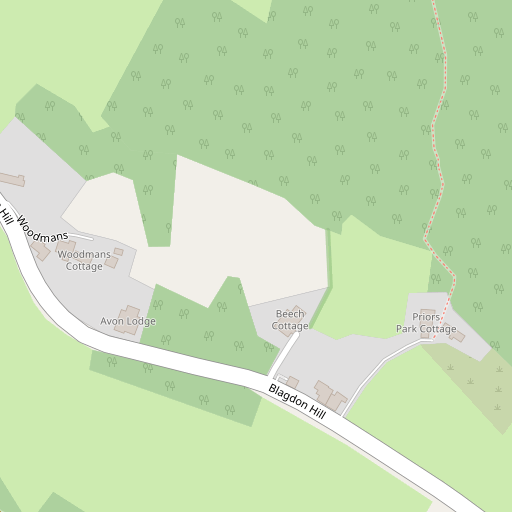 Hill
Woodmans
Woodmans
Cottage
Avon Lodge
Beech
Cottage
Priors
Park Cottage
Blagdon Hill